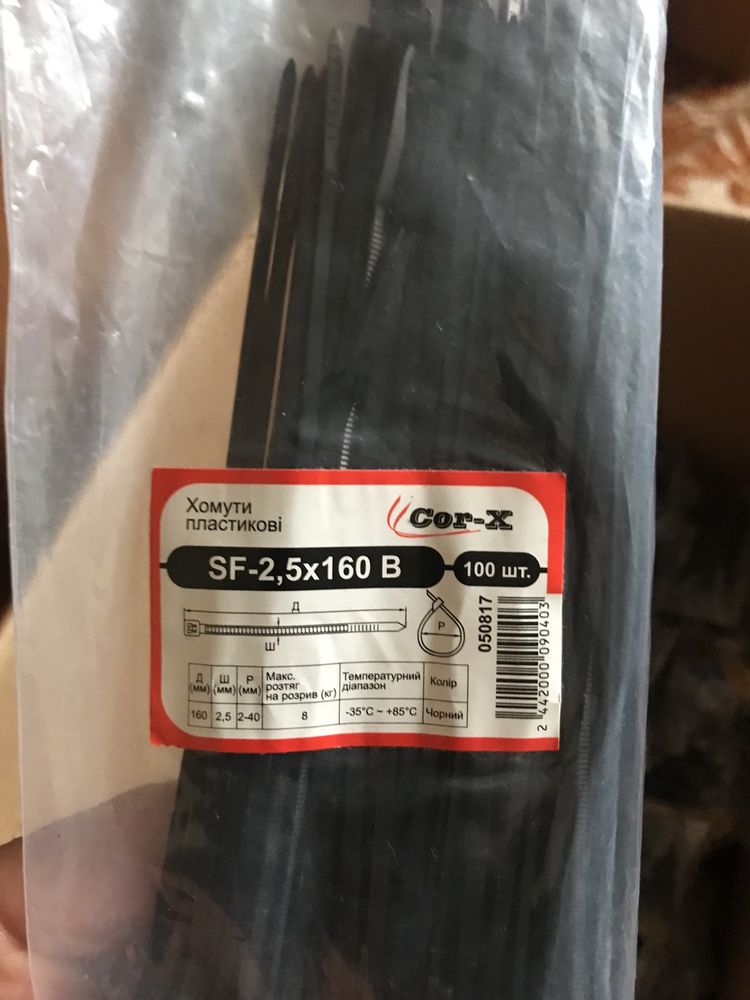 Хомути
пластикові
Cor-X
SF-2,5x160 B
100 шт.
Д
Ш
Р
050817
2 442000 090403
Д (мм) Ш (мм) Р (мм) Макс. розтяг на розрив (кг) Температурний діапазон Колір
160 2,5 2-40 8 -35°C ~ +85°C Чорний